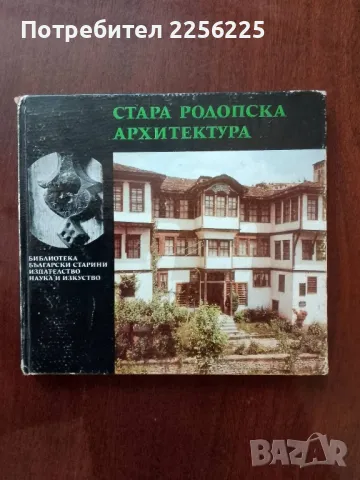 Потребител 2256225
СТАРА РОДОПСКА
АРХИТЕКТУРА
БИБЛИОТЕКА
БЪЛГАРСКИ СТАРИНИ
ИЗДАТЕЛСТВО
НАУКА И ИЗКУСТВО
BAZAR